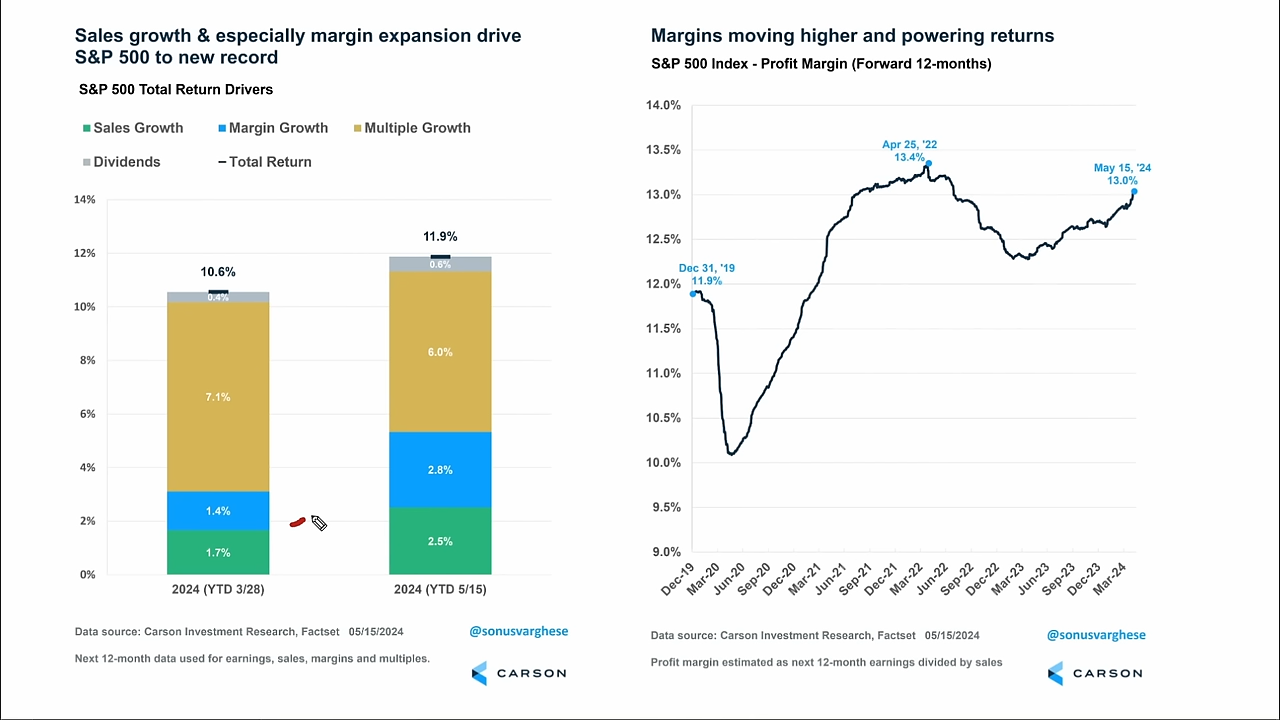 Sales growth & especially margin expansion drive
S&P 500 to new record
S&P 500 Total Return Drivers
Sales Growth
Margin Growth
Multiple Growth
Dividends
Total Return
14%
12%
10%
8%
6%
4%
2%
0%
10.6%
0.4%
7.1%
1.4%
1.7%
11.9%
0.6%
6.0%
2.8%
2.5%
2024 (YTD 3/28)
2024 (YTD 5/15)
Data source: Carson Investment Research, Factset 05/15/2024
@sonusvarghese
Next 12-month data used for earnings, sales, margins and multiples.
CARSON
Margins moving higher and powering returns
S&P 500 Index - Profit Margin (Forward 12-months)
14.0%
13.5%
13.0%
12.5%
12.0%
11.5%
11.0%
10.5%
10.0%
9.5%
9.0%
Dec 31, '19
11.9%
Apr 25, '22
13.4%
May 15, '24
13.0%
Dec-19
Mar-20
Jun-20
Sep-20
Dec-20
Mar-21
Jun-21
Sep-21
Dec-21
Mar-22
Jun-22
Sep-22
Dec-22
Mar-23
Jun-23
Sep-23
Dec-23
Mar-24
Data source: Carson Investment Research, Factset 05/15/2024
@sonusvarghese
Profit margin estimated as next 12-month earnings divided by sales
CARSON